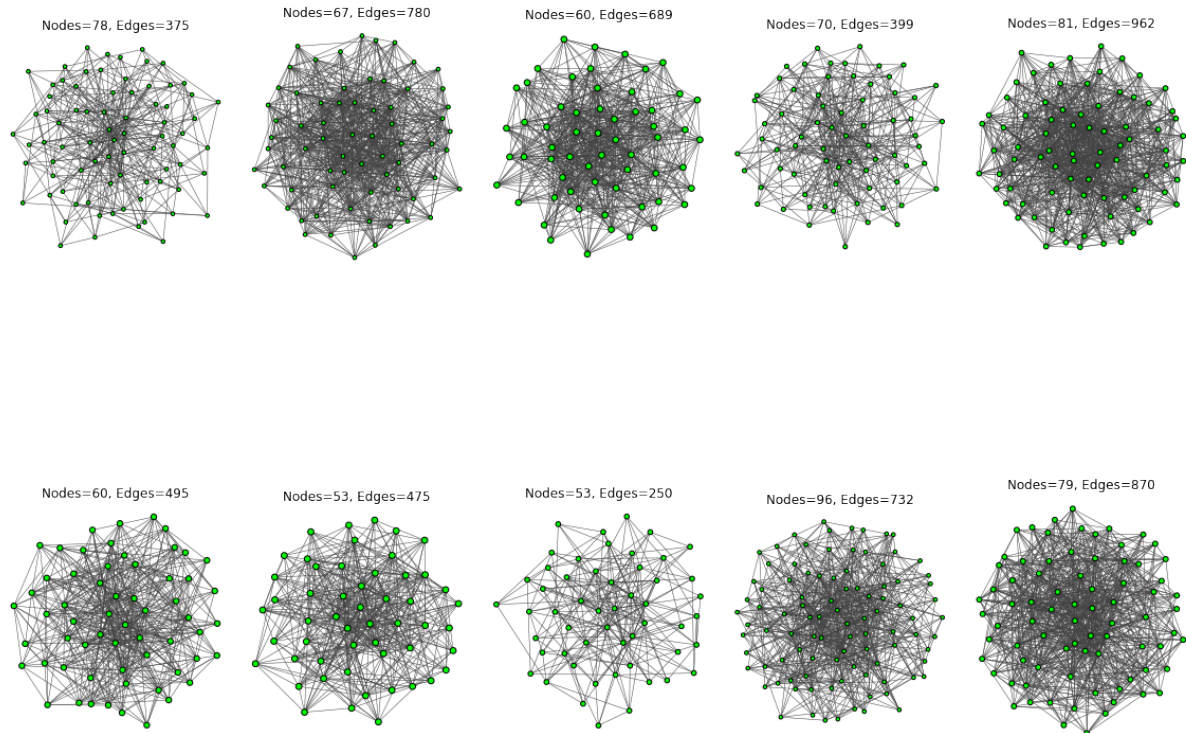 Nodes=78, Edges=375
Nodes=67, Edges=780
Nodes=60, Edges=689
Nodes=70, Edges=399
Nodes=81, Edges=962
Nodes=60, Edges=495
Nodes=53, Edges=475
Nodes=53, Edges=250
Nodes=96, Edges=732
Nodes=79, Edges=870